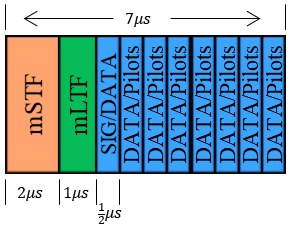 7μs
mSTF
mLTF
SIG/DATA
DATA/Pilots
DATA/Pilots
DATA/Pilots
DATA/Pilots
DATA/Pilots
DATA/Pilots
DATA/Pilots
2μs
1μs
½μs